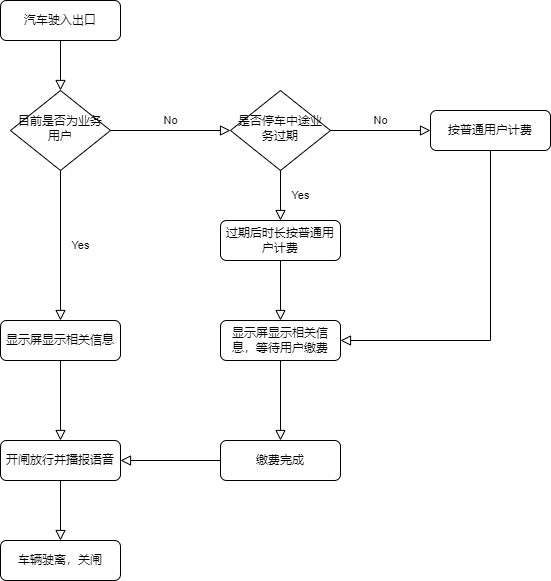 汽车驶入出口
目前是否为业务
用户
No
是否停车中途业
务过期
No
按普通用户计费
Yes
过期后时长按普通用
户计费
Yes
显示屏显示相关信息
显示屏显示相关信
息，等待用户缴费
开闸放行并播报语音
缴费完成
车辆驶离，关闸